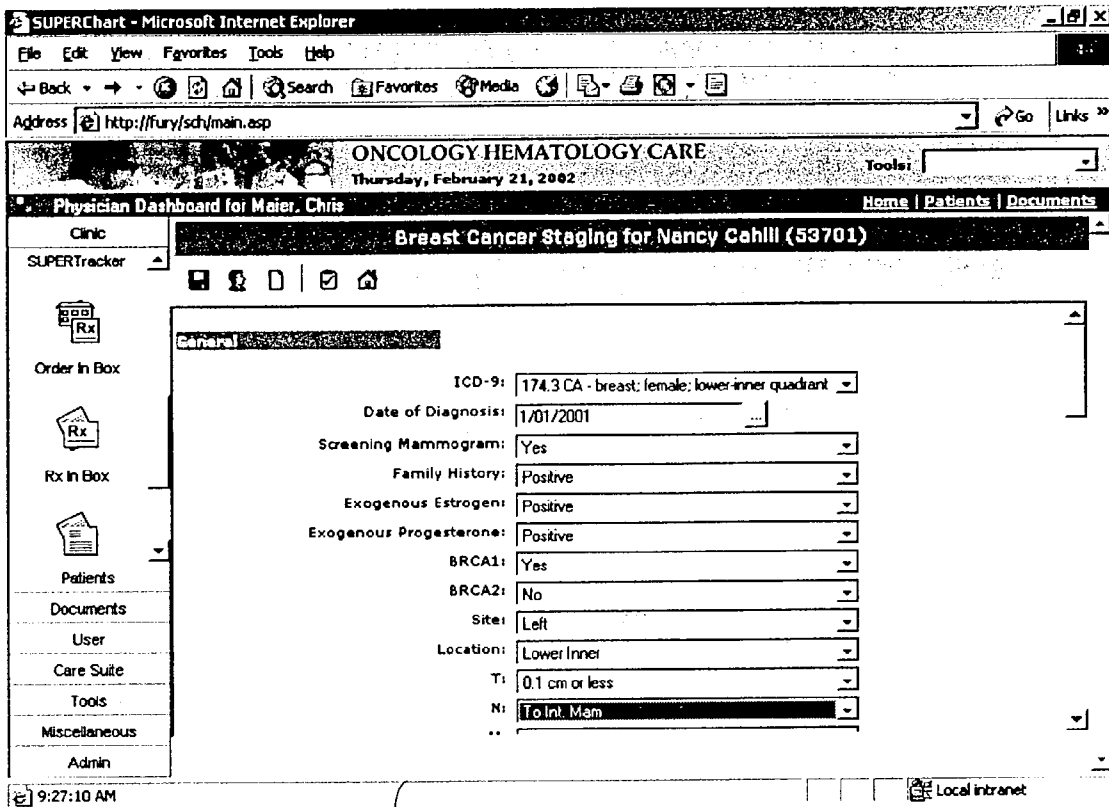 SUPERChart - Microsoft Internet Explorer
File Edit View Favorites Tools Help
Back Search Favorites Media
Address http://fury/sch/main.asp Go Links »
ONCOLOGY HEMATOLOGY CARE
Thursday, February 21, 2002
Tools:
Physician Dashboard for Maier, Chris Home | Patients | Documents
Clinic
SUPERTracker
Rx
Order In Box
Rx
Rx In Box
Patients
Documents
User
Care Suite
Tools
Miscellaneous
Admin
Breast Cancer Staging for Nancy Cahill (53701)
General
ICD-9: 174.3 CA - breast; female; lower-inner quadrant
Date of Diagnosis: 1/01/2001 ...
Screening Mammogram: Yes
Family History: Positive
Exogenous Estrogen: Positive
Exogenous Progesterone: Positive
BRCA1: Yes
BRCA2: No
Site: Left
Location: Lower Inner
T: 0.1 cm or less
N: To Int. Mam
9:27:10 AM Local intranet